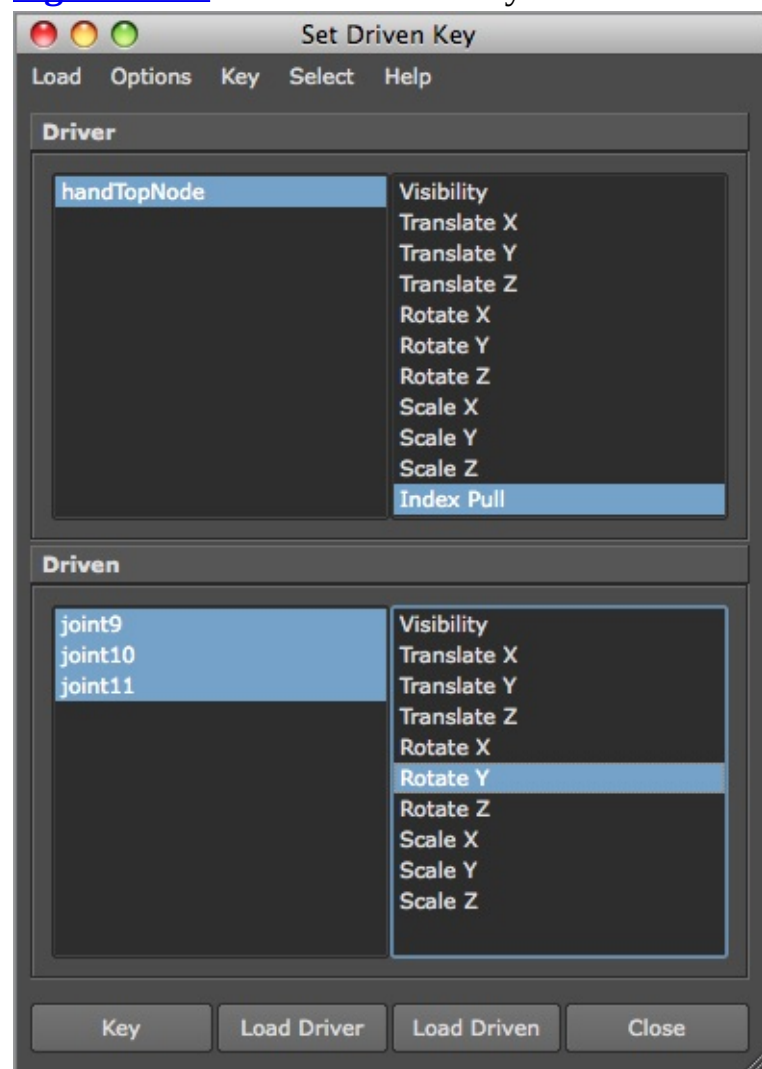 Set Driven Key
Load Options Key Select Help
Driver
handTopNode
Visibility
Translate X
Translate Y
Translate Z
Rotate X
Rotate Y
Rotate Z
Scale X
Scale Y
Scale Z
Index Pull
Driven
joint9
joint10
joint11
Visibility
Translate X
Translate Y
Translate Z
Rotate X
Rotate Y
Rotate Z
Scale X
Scale Y
Scale Z
Key Load Driver Load Driven Close